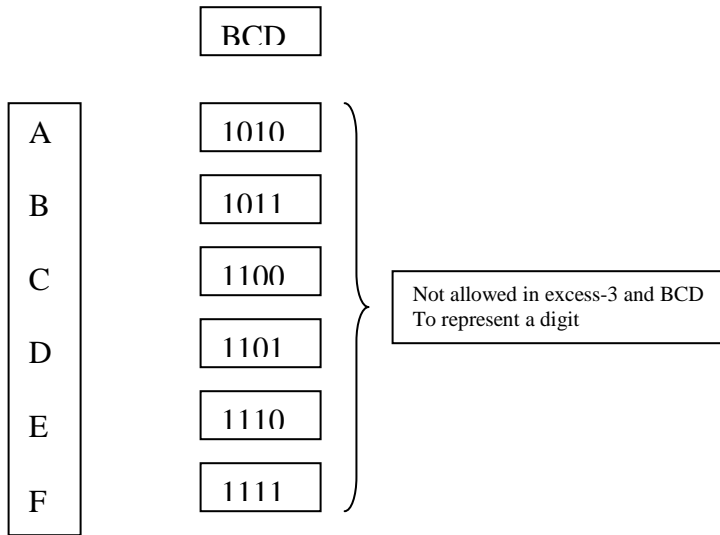 BCD
A 1010
B 1011
C 1100
D 1101
E 1110
F 1111
Not allowed in excess-3 and BCD
To represent a digit